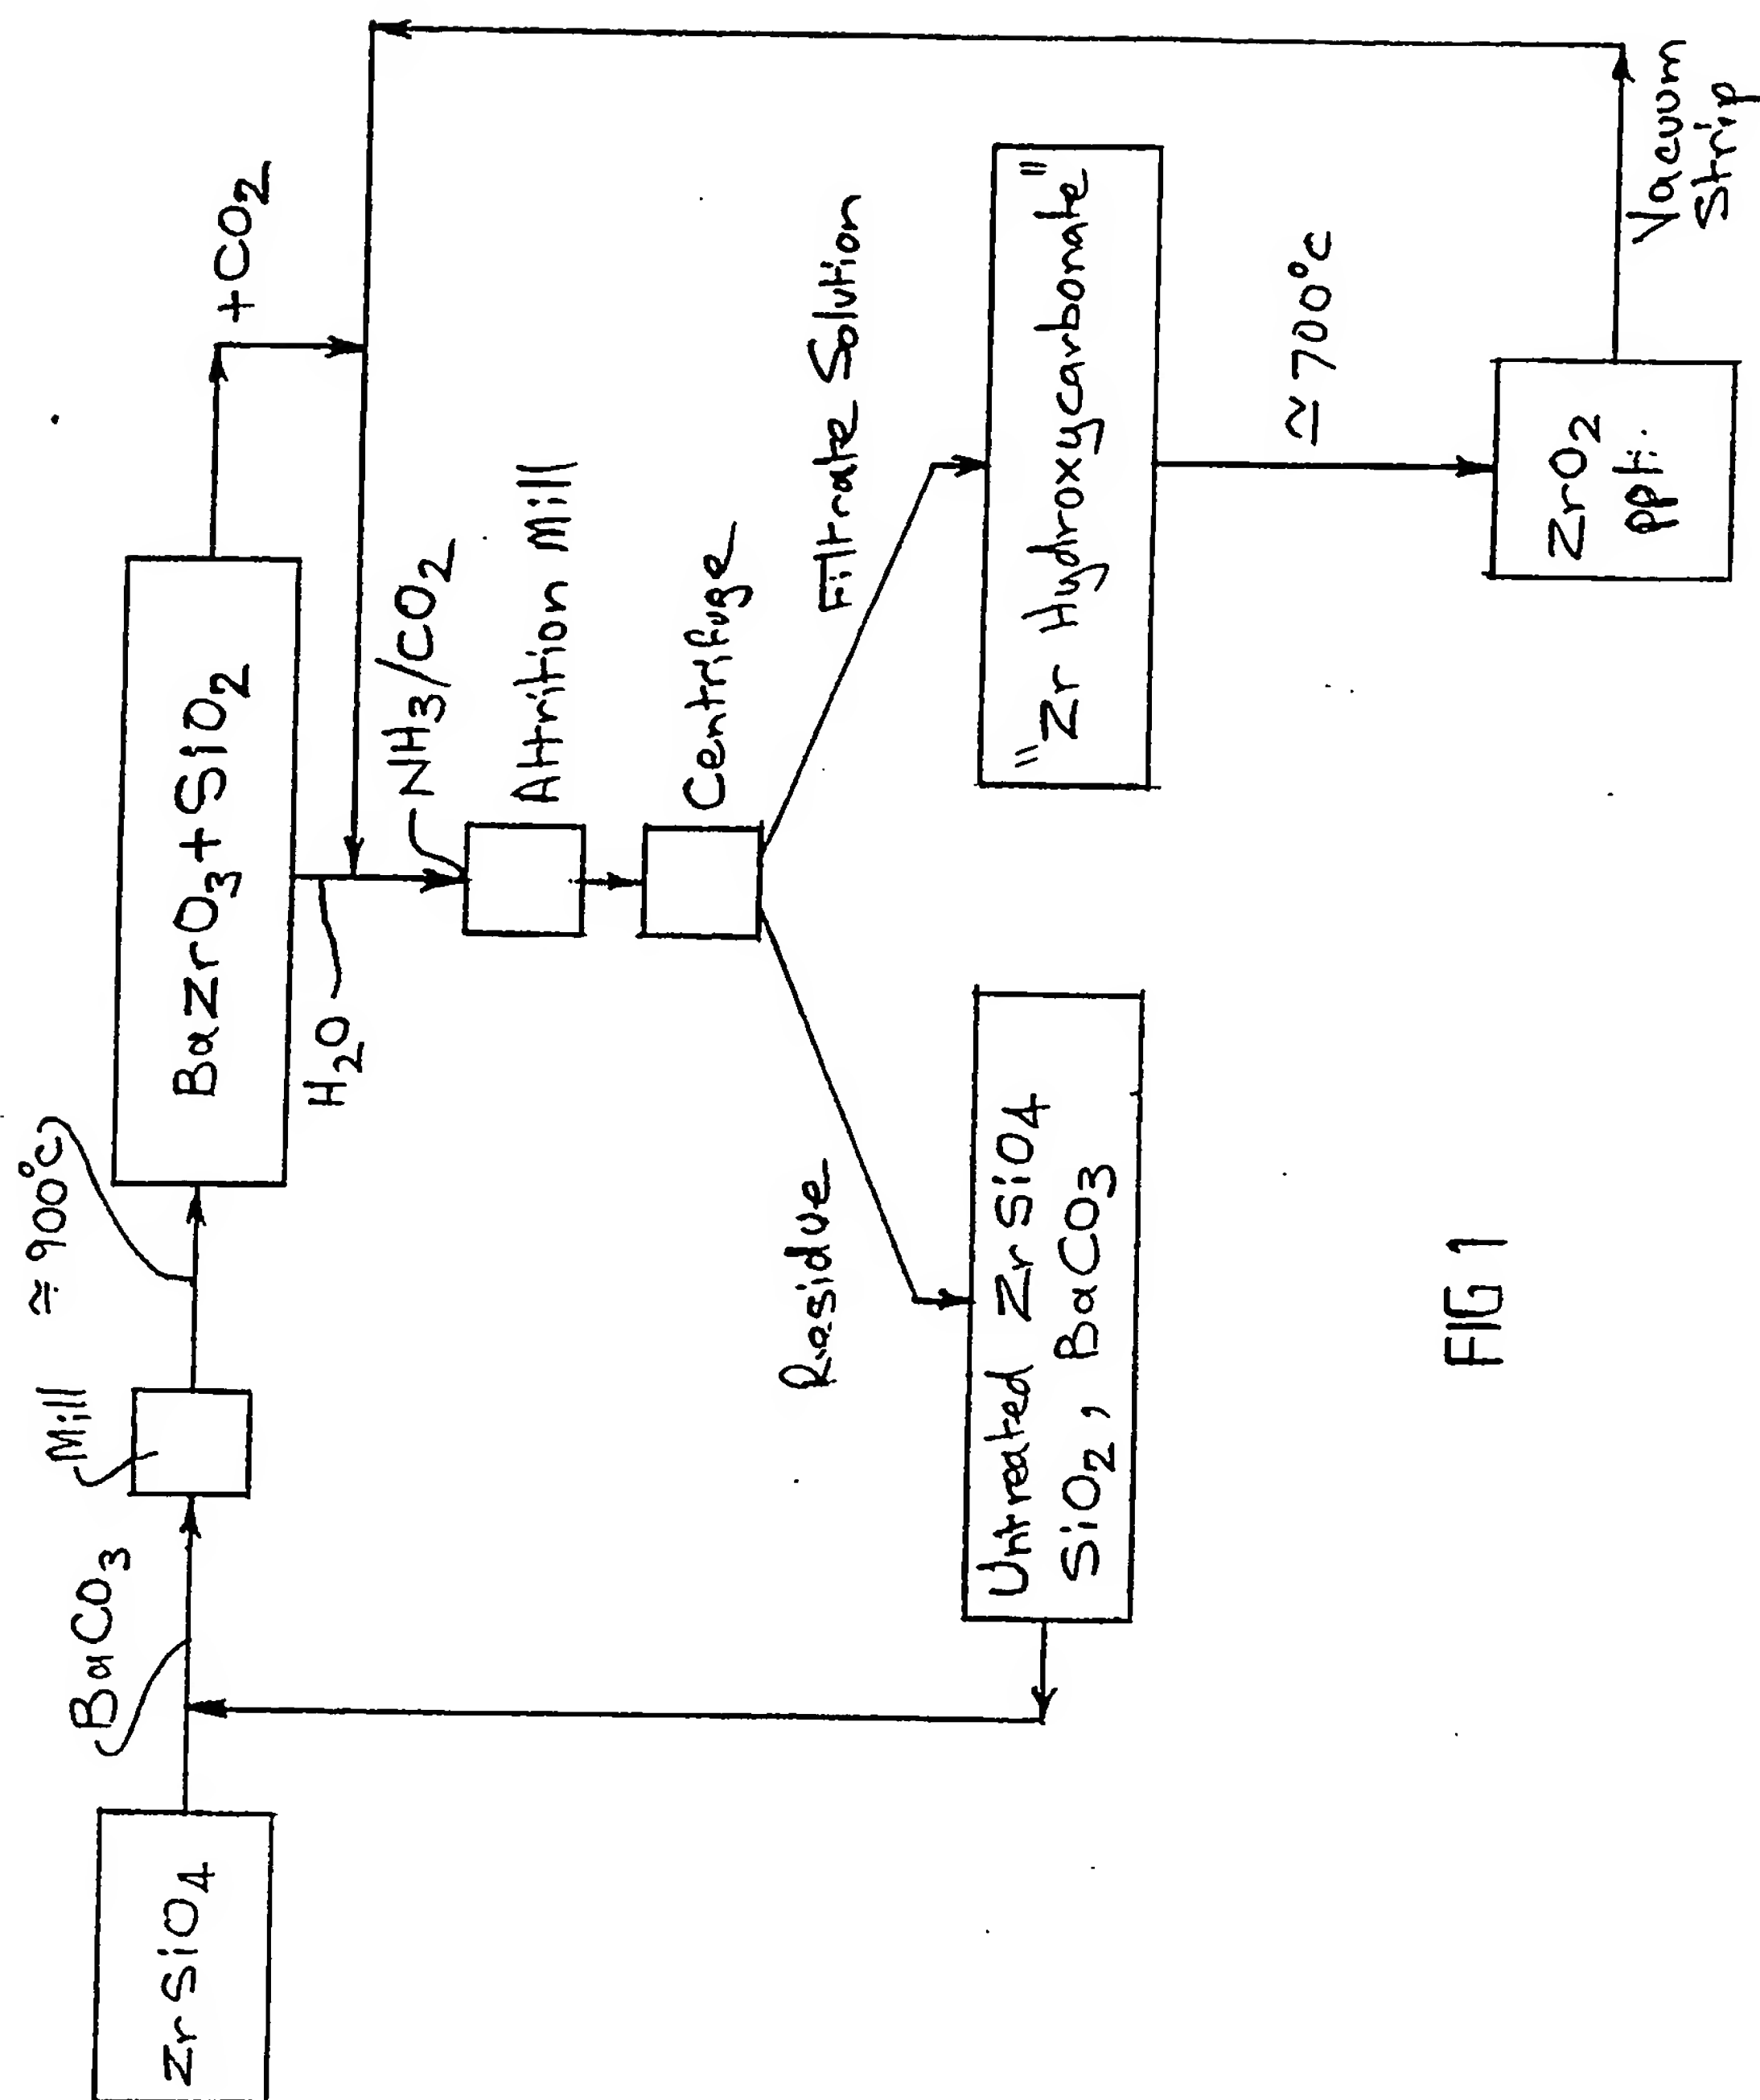 ZrSiO4
BaCO3
Mill
≃ 900°C
BaZrO3+SiO2
+CO2
H2O
NH3/CO2
Attrition Mill
Centrifuge
Residue
Filtrate Solution
Untreated ZrSiO4
SiO2, BaCO3
"Zr Hydroxycarbonate"
≃ 700°C
ZrO2
ppt.
Vacuum
Strip
FIG 1